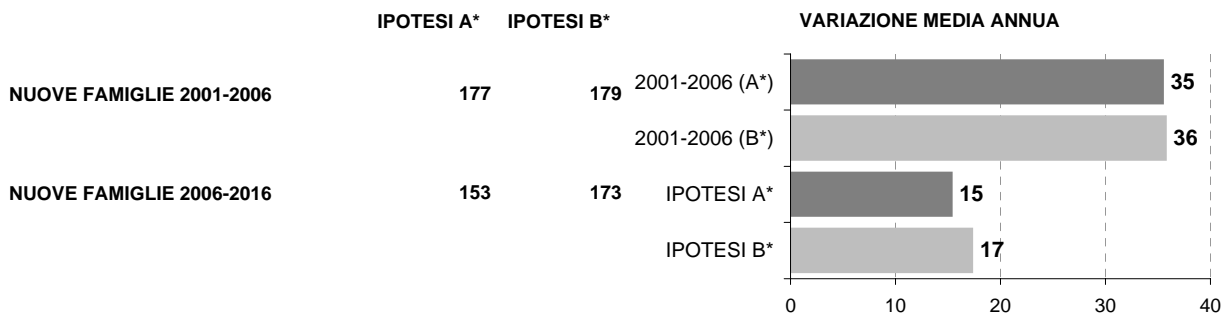 IPOTESI A* IPOTESI B* VARIAZIONE MEDIA ANNUA
NUOVE FAMIGLIE 2001-2006 177 179
2001-2006 (A*) 35
2001-2006 (B*) 36
NUOVE FAMIGLIE 2006-2016 153 173
IPOTESI A* 15
IPOTESI B* 17
0 10 20 30 40